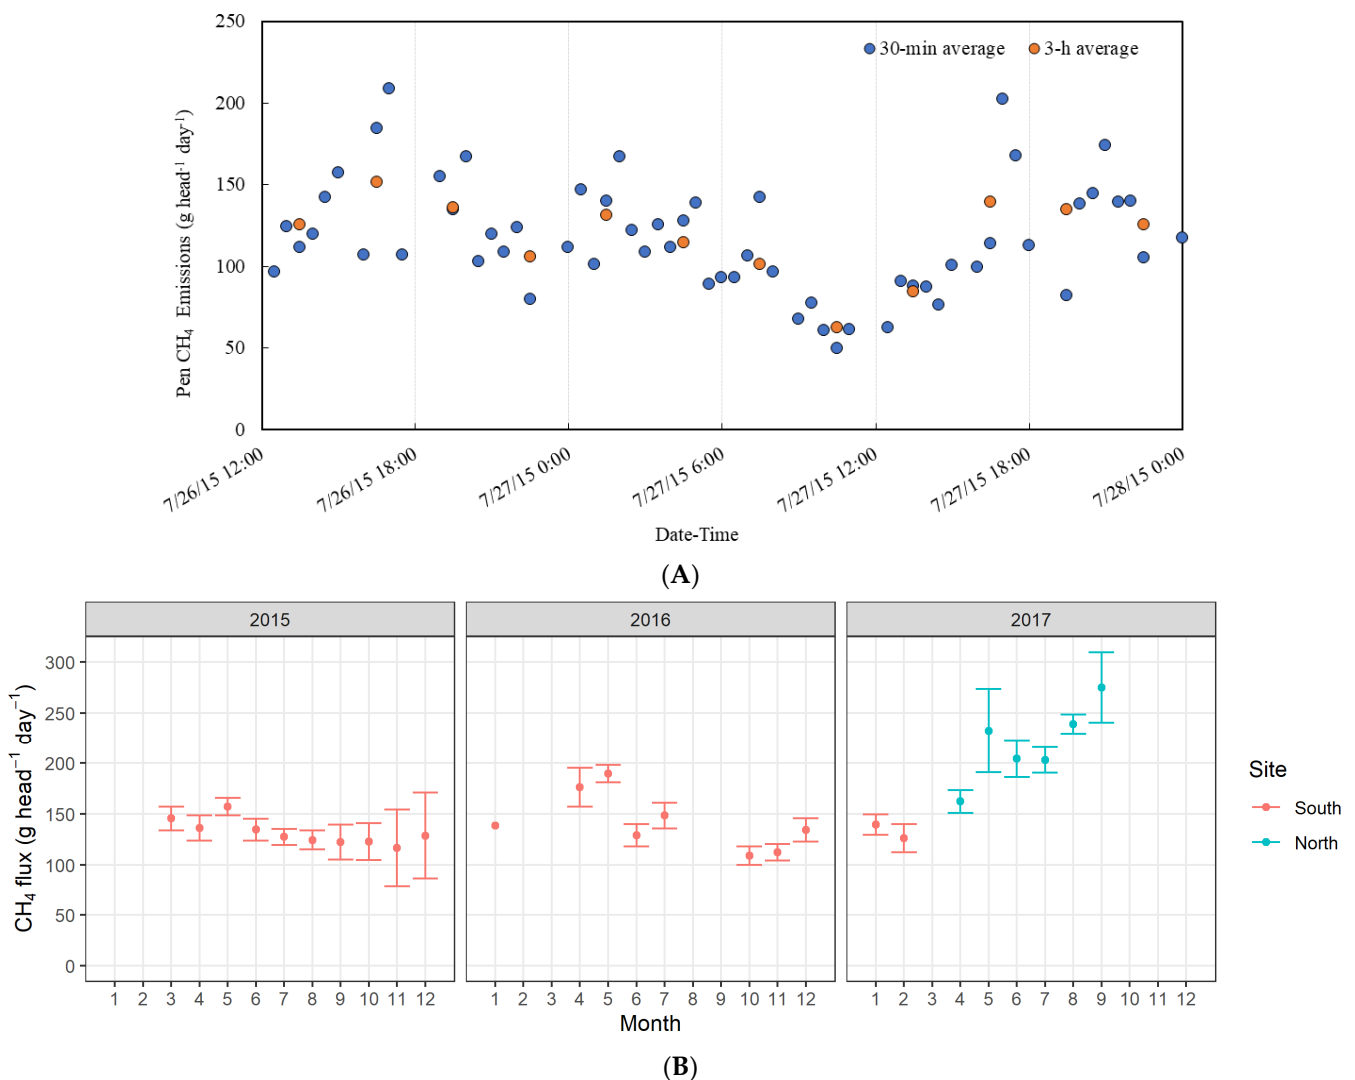 250
30-min average 3-h average
200
150
100
50
0
Pen CH₄ Emissions (g head⁻¹ day⁻¹)
7/26/15 12:00 7/26/15 18:00 7/27/15 0:00 7/27/15 6:00 7/27/15 12:00 7/27/15 18:00 7/28/15 0:00
Date-Time
(A)
2015 2016 2017
300
250
200
150
100
50
0
CH₄ flux (g head⁻¹ day⁻¹)
1 2 3 4 5 6 7 8 9 10 11 12 1 2 3 4 5 6 7 8 9 10 11 12 1 2 3 4 5 6 7 8 9 10 11 12
Month
Site
South
North
(B)